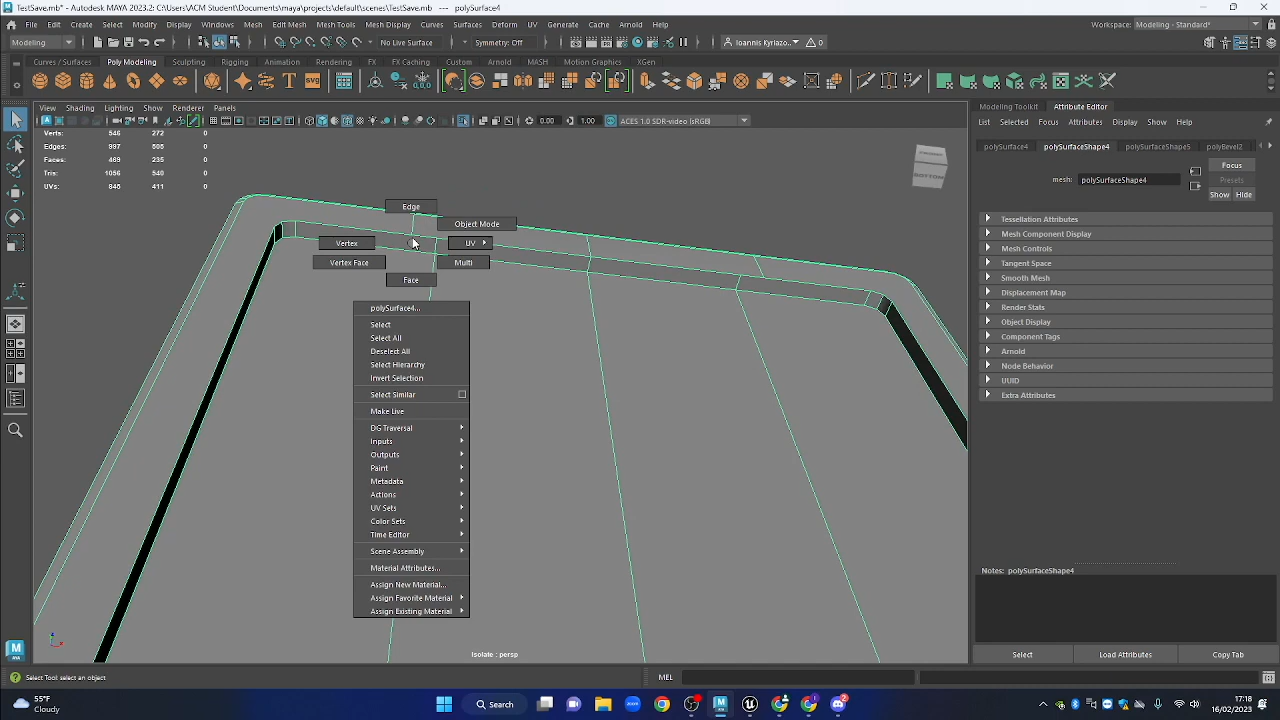 TestSave.mb* - Autodesk MAYA 2023.2: D:\maya\projects\default\scenes\TestSave.mb --- polySurface4
File Edit Create Select Modify Display Windows Mesh Edit Mesh Mesh Tools Mesh Display Curves Surfaces Deform UV Generate Cache Arnold Help Workspace: Modeling - Standard*
Modeling No Live Surface Symmetry: Off Ioannis Kyriazo... 0
Curves / Surfaces Poly Modeling Sculpting Rigging Animation Rendering FX FX Caching Custom Arnold MASH Motion Graphics XGen
SVG
View Shading Lighting Show Renderer Panels
0.00 1.00 ACES 1.0 SDR-video (sRGB)
Verts: 546 272 0
Edges: 997 505 0
Faces: 469 235 0
Tris: 1056 540 0
UVs: 848 411 0
FRONT
BOTTOM
Edge
Object Mode
Vertex UV
Vertex Face Multi
Face
polySurface4...
Select
Select All
Deselect All
Select Hierarchy
Invert Selection
Select Similar
Make Live
DG Traversal
Inputs
Outputs
Paint
Metadata
Actions
UV Sets
Color Sets
Time Editor
Scene Assembly
Material Attributes...
Assign New Material...
Assign Favorite Material
Assign Existing Material
Isolate : persp
Modeling Toolkit Attribute Editor
List Selected Focus Attributes Display Show Help
polySurface4 polySurfaceShape4 polySurfaceShape5 polyBevel2
mesh: polySurfaceShape4
Focus
Presets
Show Hide
Tessellation Attributes
Mesh Component Display
Mesh Controls
Tangent Space
Smooth Mesh
Displacement Map
Render Stats
Object Display
Component Tags
Arnold
Node Behavior
UUID
Extra Attributes
Notes: polySurfaceShape4
Select Load Attributes Copy Tab
Select Tool: select an object
MEL
55°F
Cloudy
Search
zoom
2
17:18
16/02/2023